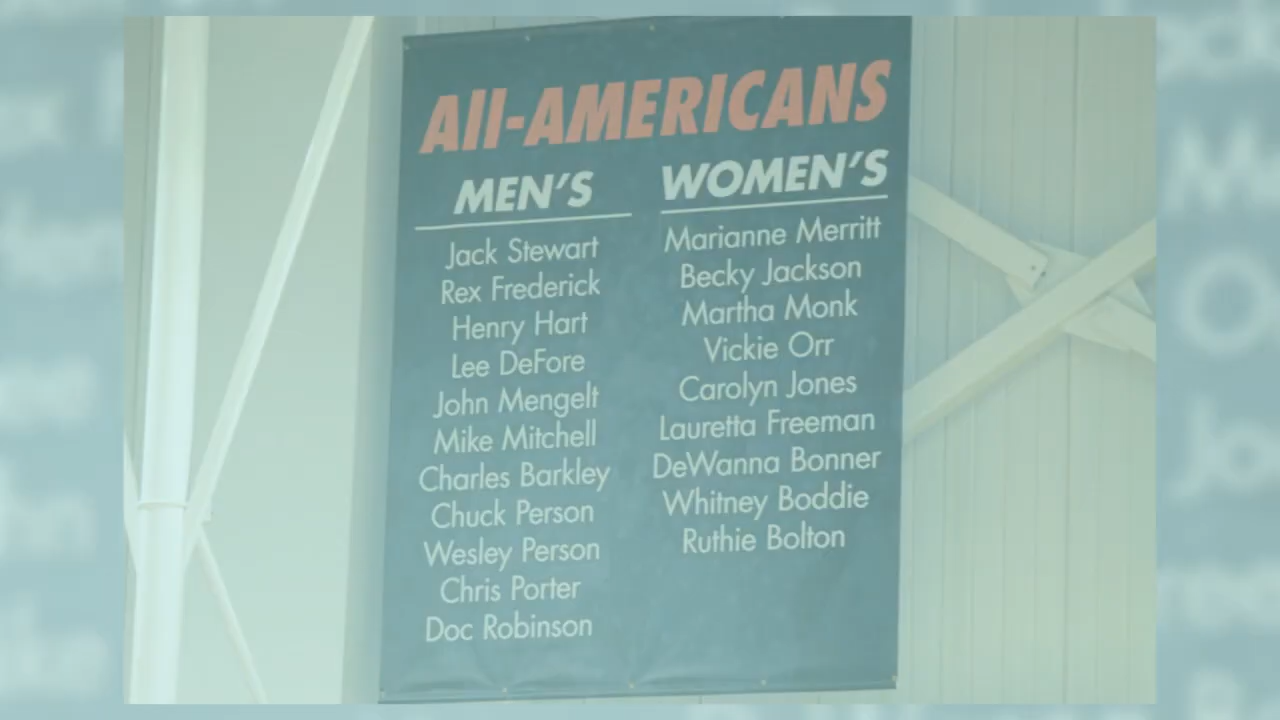 All-AMERICANS
MEN'S
Jack Stewart
Rex Frederick
Henry Hart
Lee DeFore
John Mengelt
Mike Mitchell
Charles Barkley
Chuck Person
Wesley Person
Chris Porter
Doc Robinson
WOMEN'S
Marianne Merritt
Becky Jackson
Martha Monk
Vickie Orr
Carolyn Jones
Lauretta Freeman
DeWanna Bonner
Whitney Boddie
Ruthie Bolton